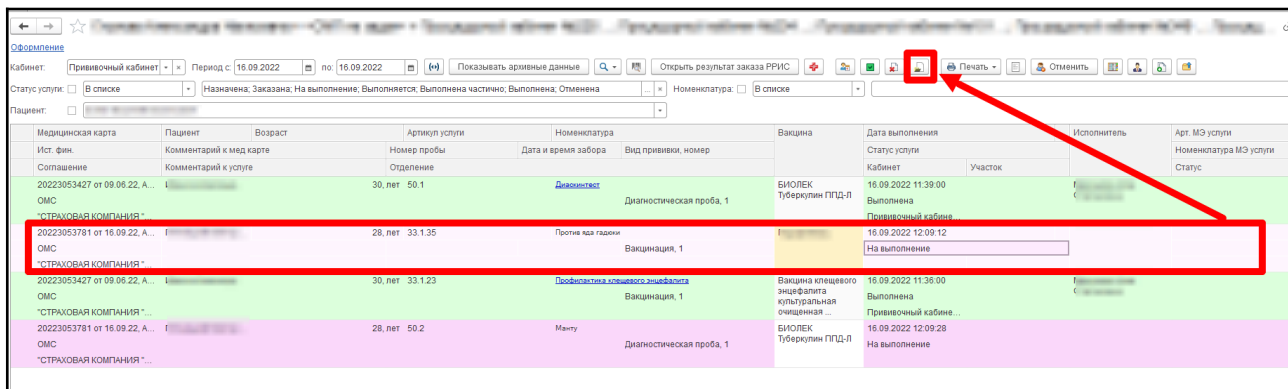 Оформление
Кабинет: Прививочный кабинет Период с: 16.09.2022 по: 16.09.2022 Показывать архивные данные Открыть результат заказа РРИС Печать Отменить
Статус услуги: В списке Назначена; Заказана; На выполнение; Выполняется; Выполнена частично; Выполнена; Отменена ... × Номенклатура: В списке
Пациент:
Медицинская карта Пациент Возраст Артикул услуги Номенклатура Вакцина Дата выполнения Исполнитель Арт. МЭ услуги
Ист. фин. Комментарий к мед карте Номер пробы Дата и время забора Вид прививки, номер Статус услуги Номенклатура МЭ услуги
Соглашение Комментарий к услуге Отделение Кабинет Участок Статус
20223053427 от 09.06.22, А... 30, лет 50.1 Диаскинтест БИОЛЕК 16.09.2022 11:39:00
Туберкулин ППД-Л
ОМС Диагностическая проба, 1 Выполнена
"СТРАХОВАЯ КОМПАНИЯ "... Прививочный кабине...
20223053781 от 16.09.22, А... 28, лет 33.1.35 Против яда гадюки 16.09.2022 12:09:12
ОМС Вакцинация, 1 На выполнение
"СТРАХОВАЯ КОМПАНИЯ "...
20223053427 от 09.06.22, А... 30, лет 33.1.23 Профилактика клещевого энцефалита Вакцина клещевого 16.09.2022 11:36:00
энцефалита
ОМС Вакцинация, 1 культуральная Выполнена
"СТРАХОВАЯ КОМПАНИЯ "... очищенная ... Прививочный кабине...
20223053781 от 16.09.22, А... 28, лет 50.2 Манту БИОЛЕК 16.09.2022 12:09:28
Туберкулин ППД-Л
ОМС Диагностическая проба, 1 На выполнение
"СТРАХОВАЯ КОМПАНИЯ "...